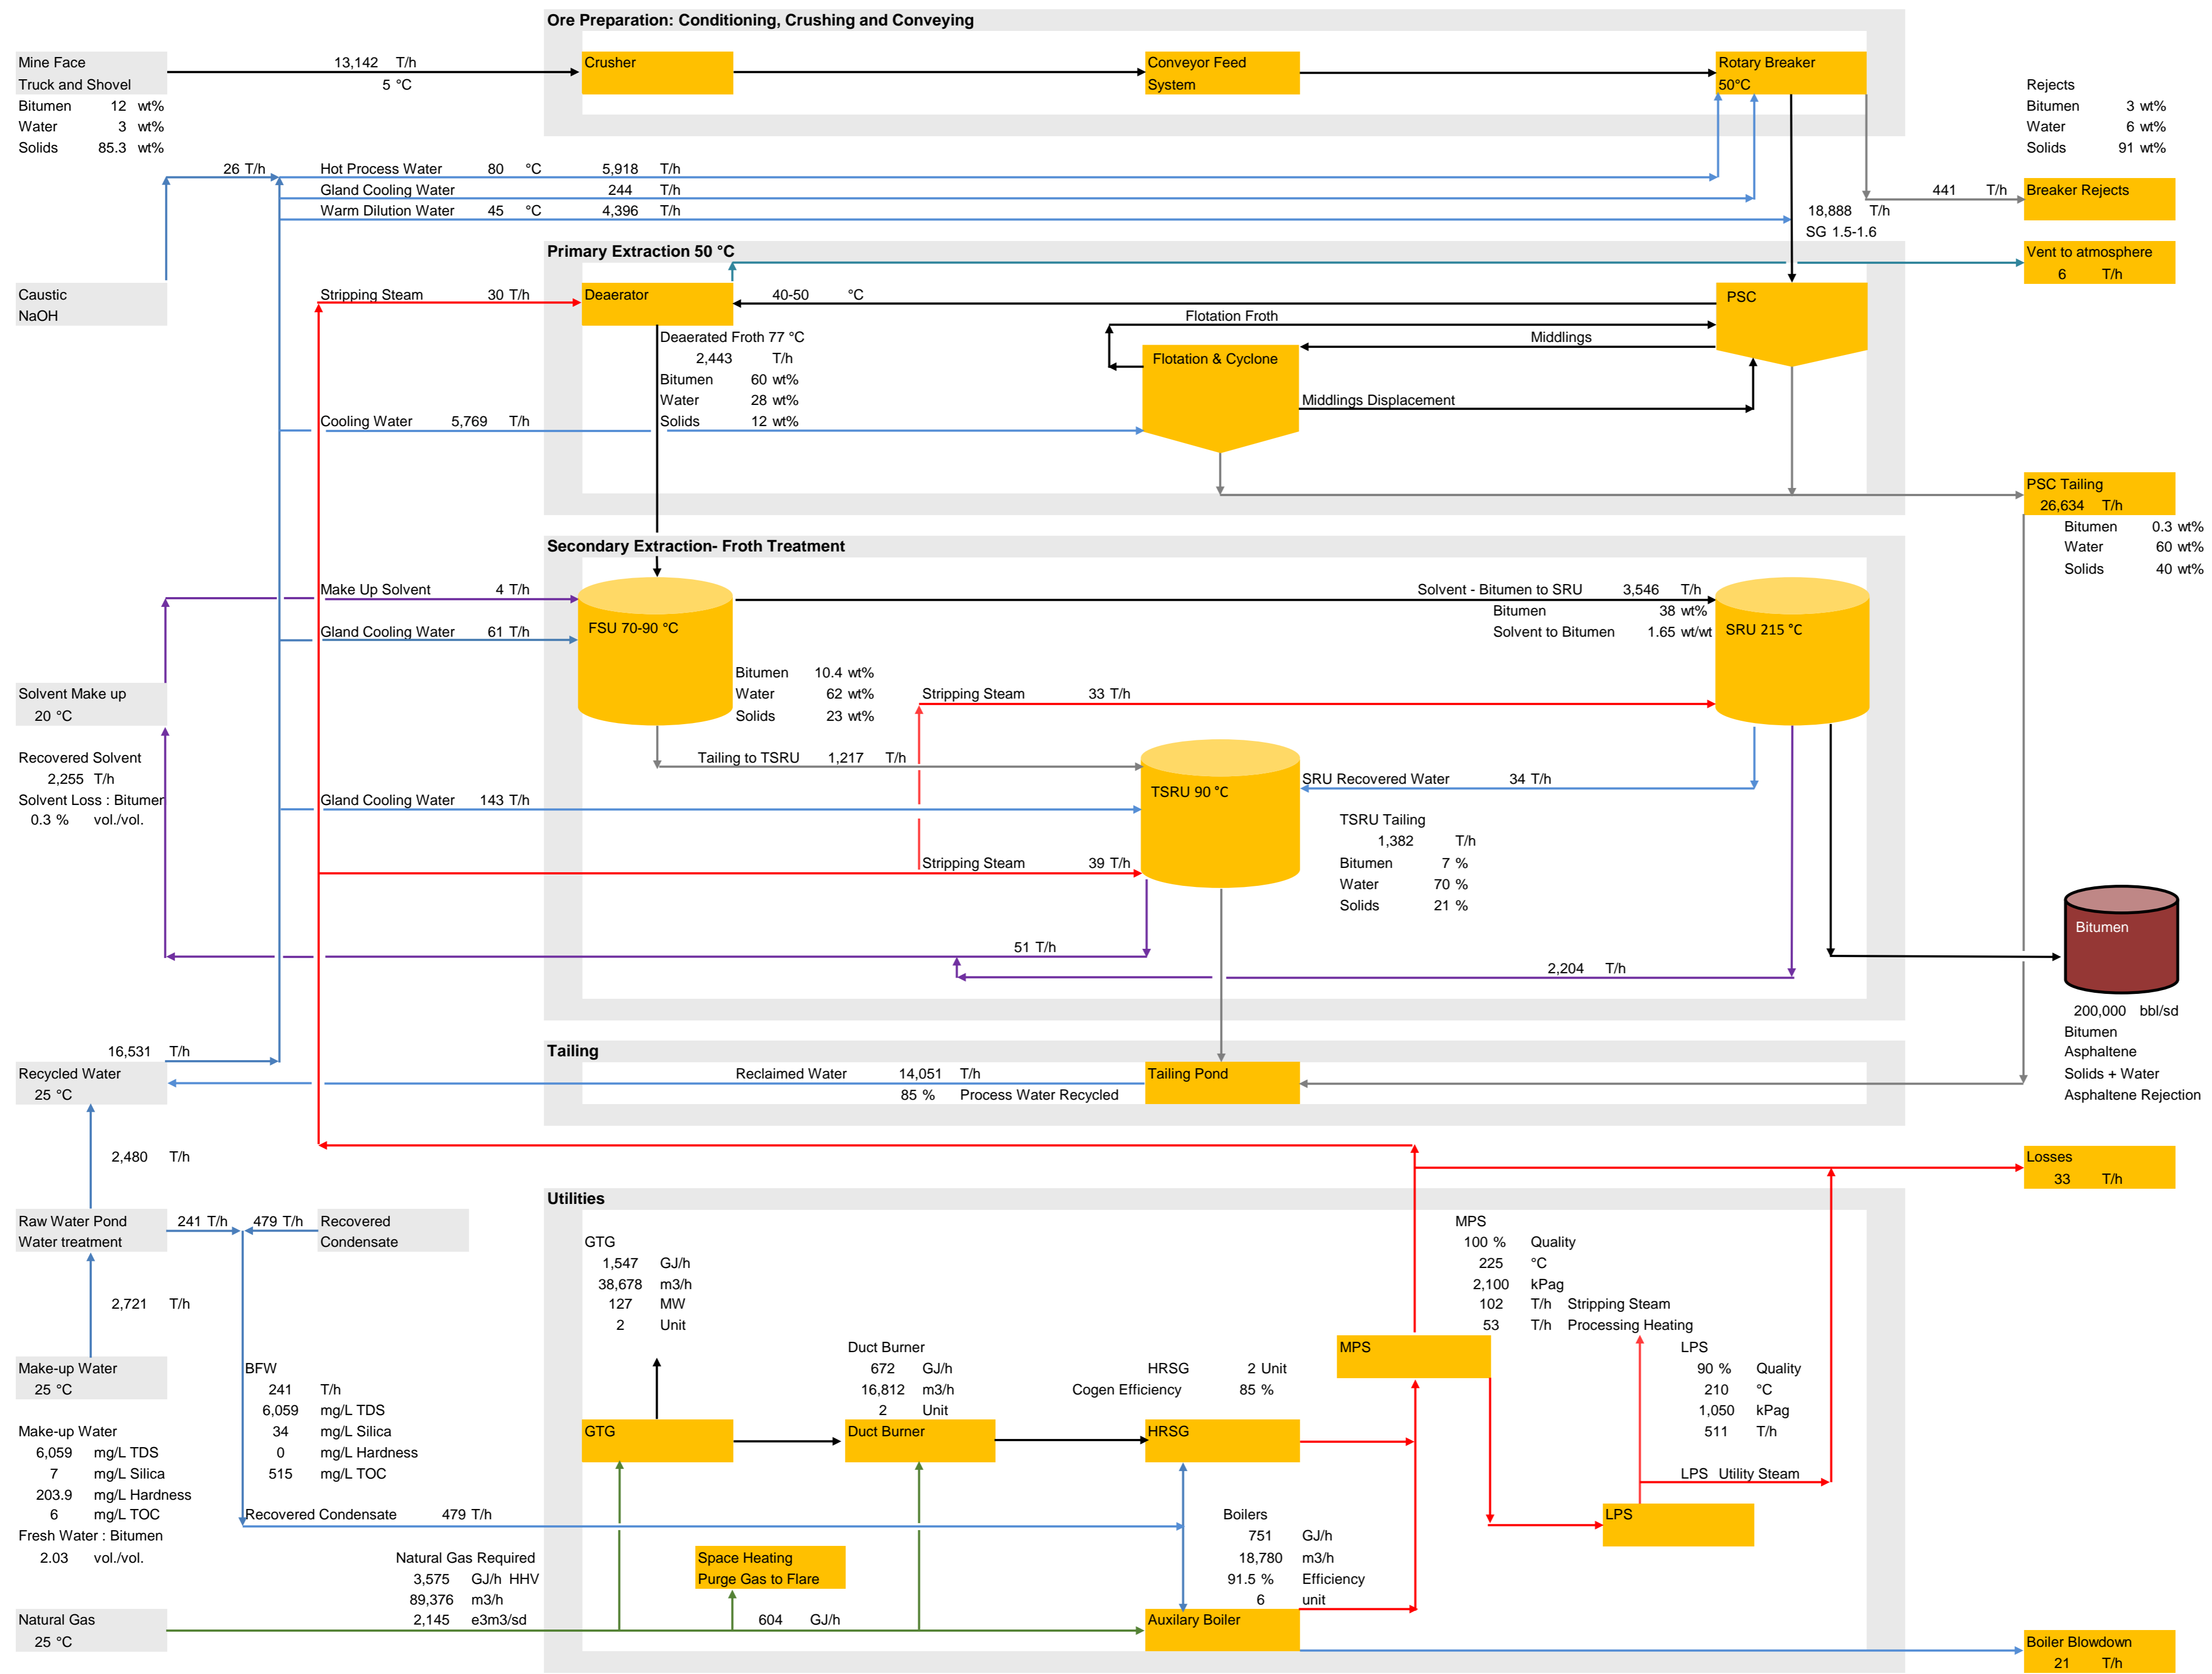 Ore Preparation: Conditioning, Crushing and Conveying
Mine Face
Truck and Shovel
Bitumen 12 wt%
Water 3 wt%
Solids 85.3 wt%
13,142 T/h
5 °C
Crusher
Conveyor Feed
System
Rotary Breaker
50°C
Rejects
Bitumen 3 wt%
Water 6 wt%
Solids 91 wt%
26 T/h
Hot Process Water 80 °C 5,918 T/h
Gland Cooling Water 244 T/h
Warm Dilution Water 45 °C 4,396 T/h
441 T/h
Breaker Rejects
18,888 T/h
SG 1.5-1.6
Primary Extraction 50 °C
Vent to atmosphere
6 T/h
Caustic
NaOH
Stripping Steam 30 T/h
Deaerator
40-50 °C
PSC
Flotation Froth
Middlings
Deaerated Froth 77 °C
2,443 T/h
Bitumen 60 wt%
Water 28 wt%
Solids 12 wt%
Flotation & Cyclone
Middlings Displacement
Cooling Water 5,769 T/h
PSC Tailing
26,634 T/h
Bitumen 0.3 wt%
Water 60 wt%
Solids 40 wt%
Secondary Extraction- Froth Treatment
Make Up Solvent 4 T/h
Gland Cooling Water 61 T/h
FSU 70-90 °C
Solvent - Bitumen to SRU 3,546 T/h
Bitumen 38 wt%
Solvent to Bitumen 1.65 wt/wt
SRU 215 °C
Bitumen 10.4 wt%
Water 62 wt%
Solids 23 wt%
Stripping Steam 33 T/h
Solvent Make up
20 °C
Recovered Solvent
2,255 T/h
Solvent Loss : Bitumen
0.3 % vol./vol.
Tailing to TSRU 1,217 T/h
SRU Recovered Water 34 T/h
Gland Cooling Water 143 T/h
TSRU 90 °C
TSRU Tailing
1,382 T/h
Bitumen 7 %
Water 70 %
Solids 21 %
Stripping Steam 39 T/h
51 T/h
2,204 T/h
Bitumen
200,000 bbl/sd
Bitumen
Asphaltene
Solids + Water
Asphaltene Rejection
16,531 T/h
Recycled Water
25 °C
Tailing
Reclaimed Water 14,051 T/h
85 % Process Water Recycled
Tailing Pond
2,480 T/h
Losses
33 T/h
Utilities
Raw Water Pond
Water treatment
241 T/h
479 T/h
Recovered
Condensate
2,721 T/h
GTG
1,547 GJ/h
38,678 m3/h
127 MW
2 Unit
MPS
100 % Quality
225 °C
2,100 kPag
102 T/h Stripping Steam
53 T/h Processing Heating
Make-up Water
25 °C
BFW
241 T/h
6,059 mg/L TDS
34 mg/L Silica
0 mg/L Hardness
515 mg/L TOC
Duct Burner
672 GJ/h
16,812 m3/h
2 Unit
HRSG 2 Unit
Cogen Efficiency 85 %
MPS
LPS
90 % Quality
210 °C
1,050 kPag
511 T/h
Make-up Water
6,059 mg/L TDS
7 mg/L Silica
203.9 mg/L Hardness
6 mg/L TOC
Fresh Water : Bitumen
2.03 vol./vol.
GTG
Duct Burner
HRSG
LPS Utility Steam
LPS
Recovered Condensate 479 T/h
Boilers
751 GJ/h
18,780 m3/h
91.5 % Efficiency
6 unit
Natural Gas Required
3,575 GJ/h HHV
89,376 m3/h
2,145 e3m3/sd
Space Heating
Purge Gas to Flare
604 GJ/h
Natural Gas
25 °C
Auxilary Boiler
Boiler Blowdown
21 T/h